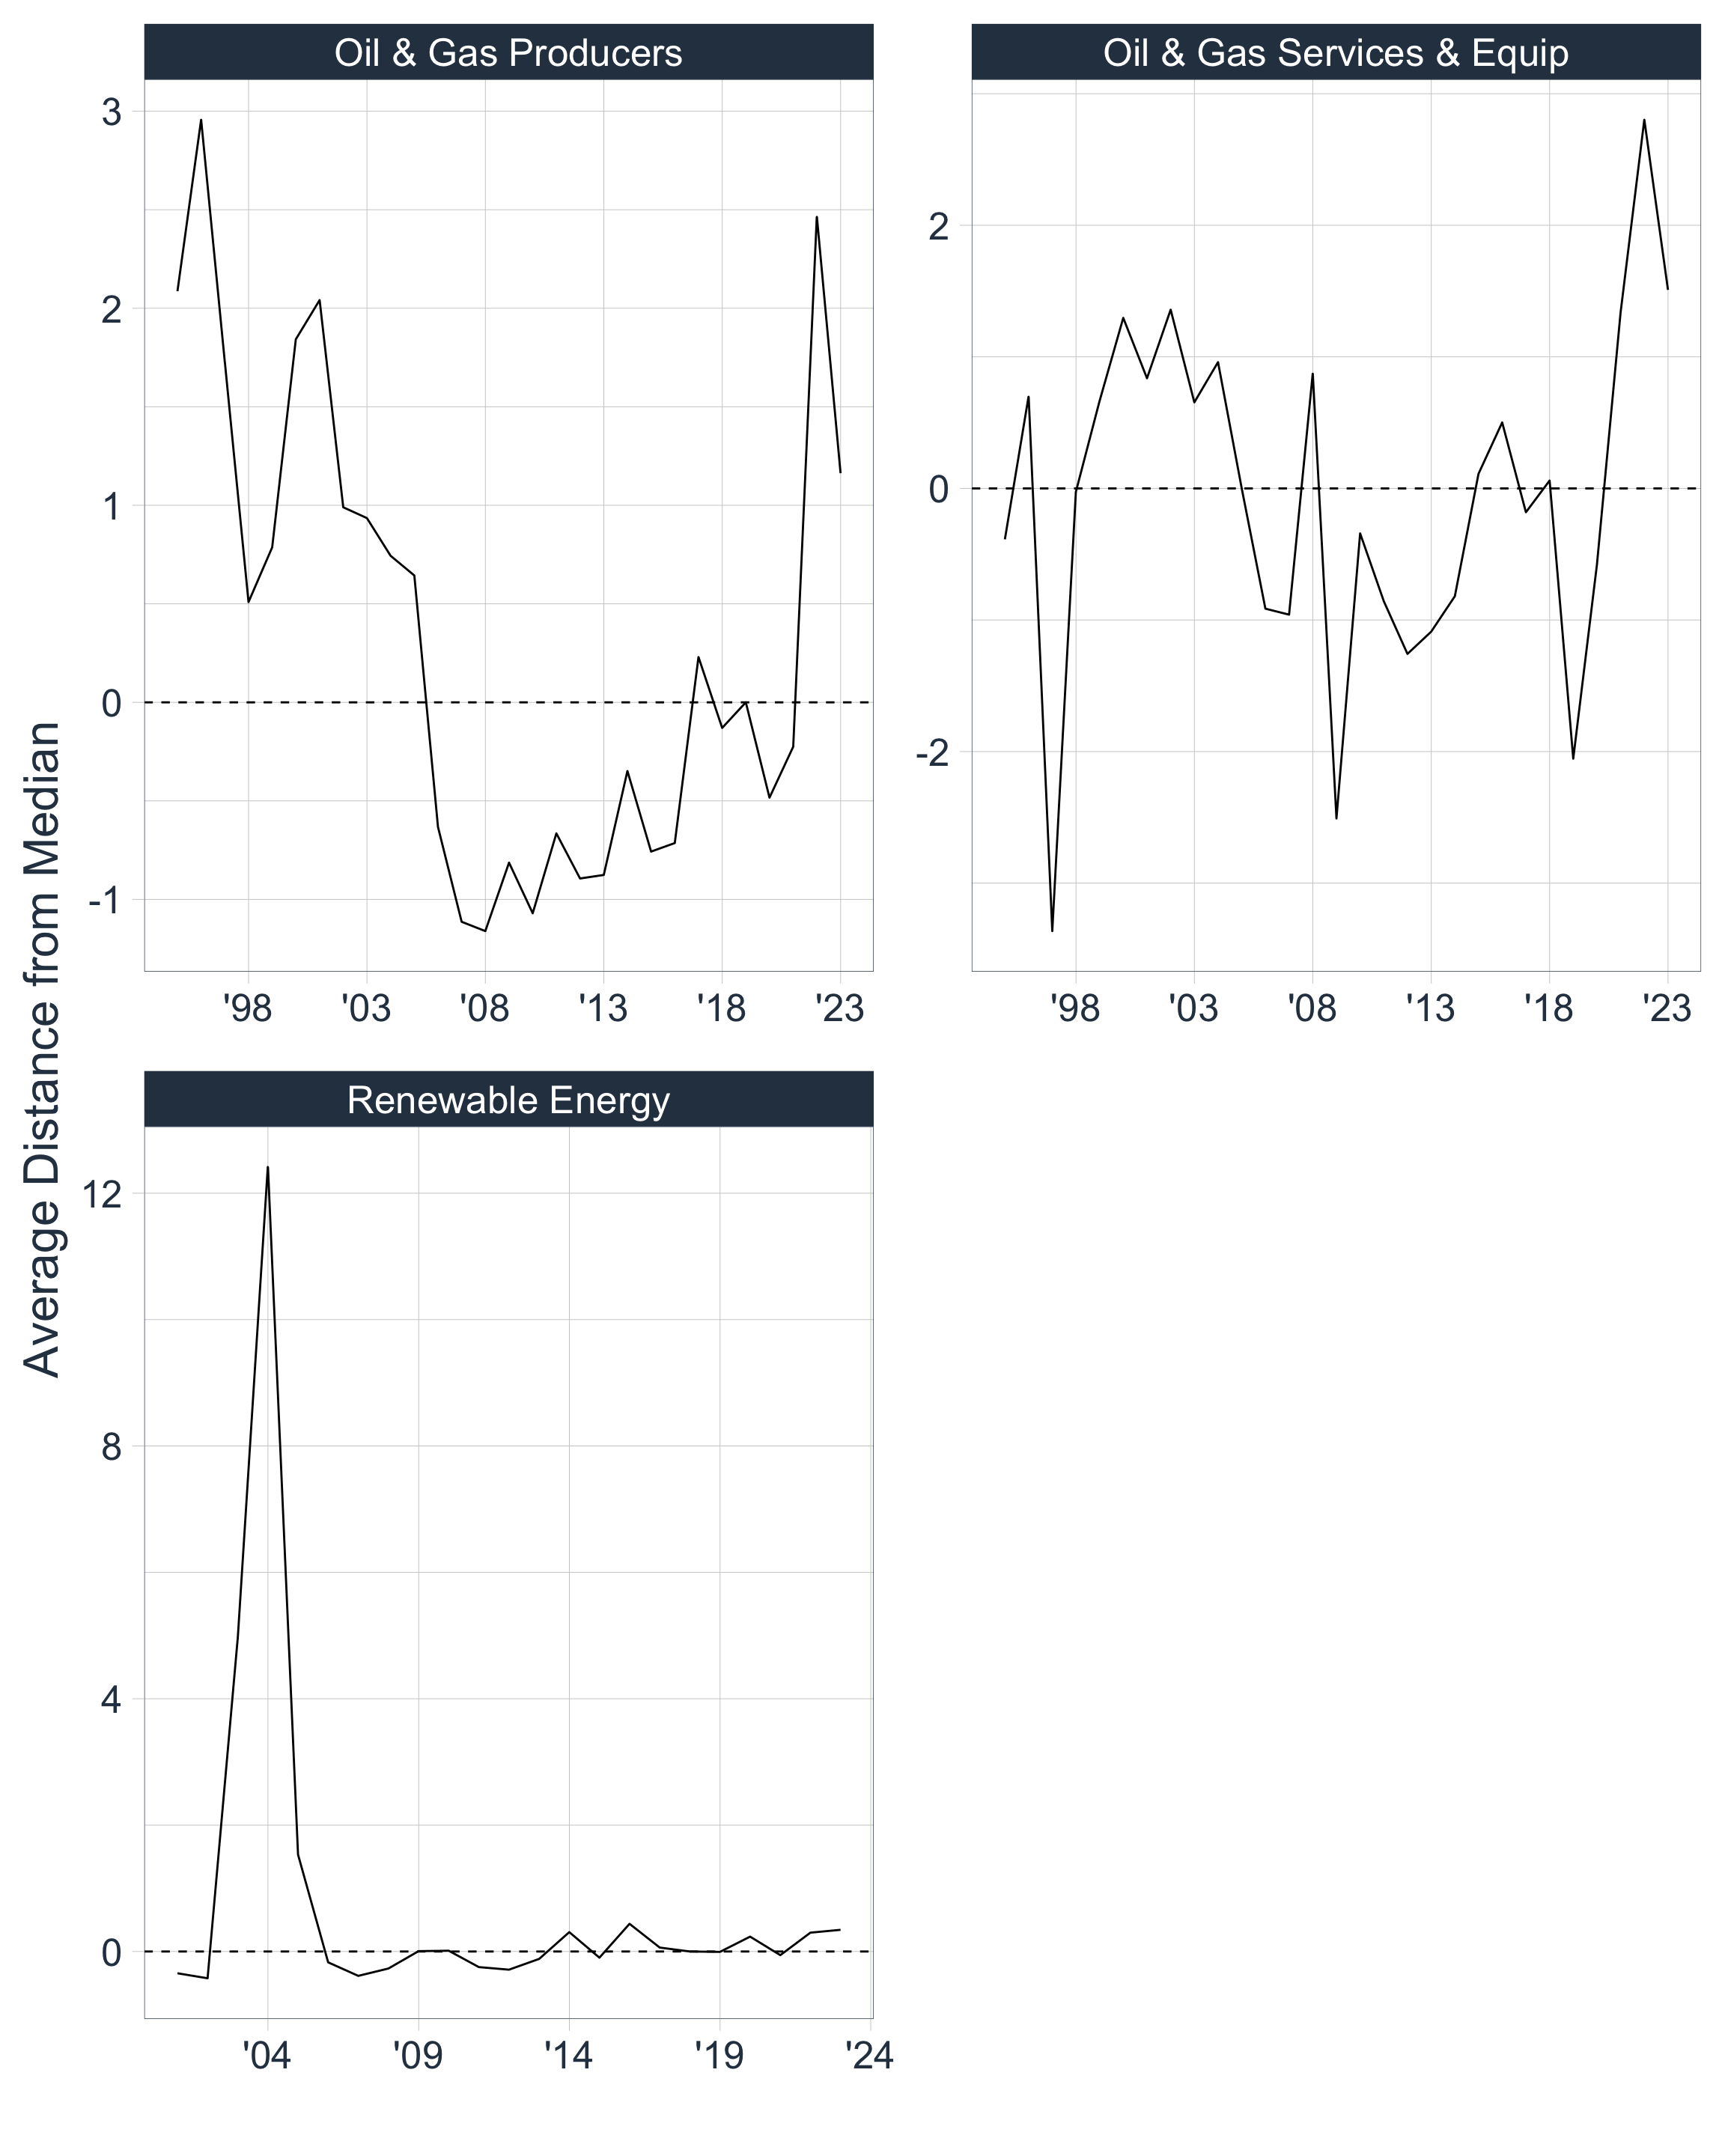 Average Distance from Median
Oil & Gas Producers
3
2
1
0
-1
'98 '03 '08 '13 '18 '23
Oil & Gas Services & Equip
2
0
-2
'98 '03 '08 '13 '18 '23
Renewable Energy
12
8
4
0
'04 '09 '14 '19 '24